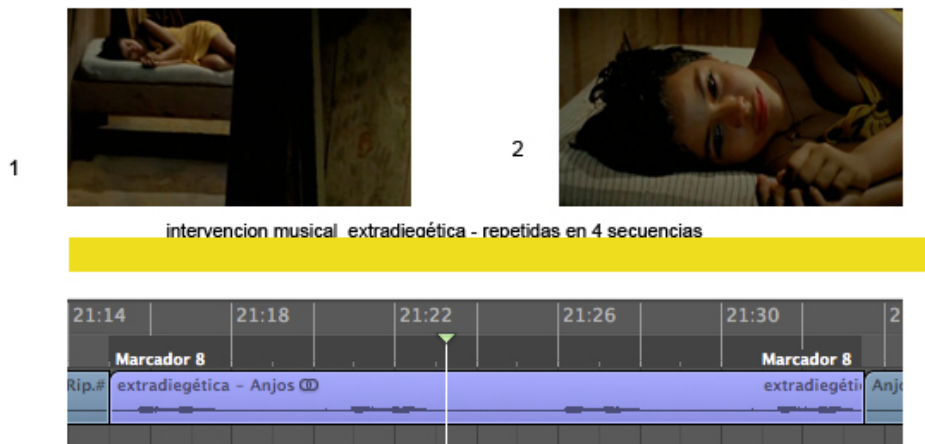 1
2
intervencion musical extradiegética - repetidas en 4 secuencias
21:14 21:18 21:22 21:26 21:30 2
Marcador 8 Marcador 8
Rip.# extradiegética - Anjos extradiegéti Anjo